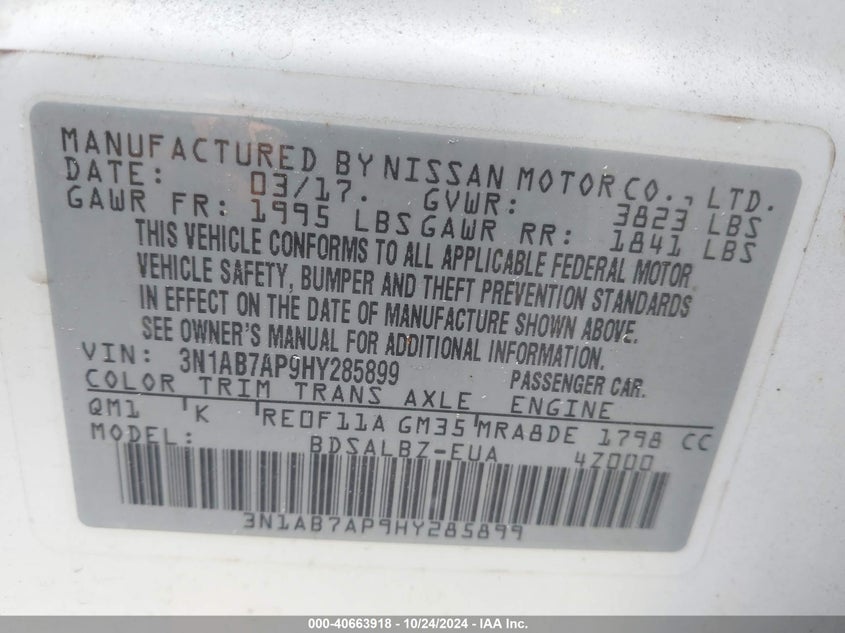 MANUFACTURED BY NISSAN MOTOR CO., LTD.
DATE: 03/17. GVWR: 3823 LBS
GAWR FR: 1995 LBS GAWR RR: 1841 LBS
THIS VEHICLE CONFORMS TO ALL APPLICABLE FEDERAL MOTOR
VEHICLE SAFETY, BUMPER AND THEFT PREVENTION STANDARDS
IN EFFECT ON THE DATE OF MANUFACTURE SHOWN ABOVE.
SEE OWNER'S MANUAL FOR ADDITIONAL INFORMATION.
VIN: 3N1AB7AP9HY285899 PASSENGER CAR.
COLOR TRIM TRANS AXLE ENGINE
QM1 K RE0F11A GM35 MRA8DE 1798 CC
MODEL: BDSALBZ-EUA 4Z000
3N1AB7AP9HY285899
000-40663918 - 10/24/2024 - IAA Inc.